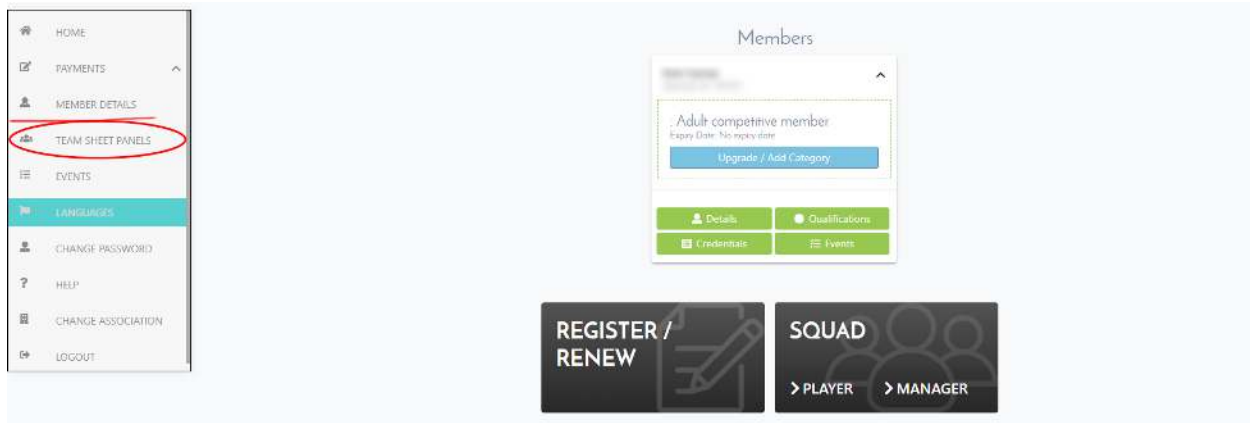 HOME
PAYMENTS
MEMBER DETAILS
TEAM SHEET PANELS
EVENTS
LANGUAGES
CHANGE PASSWORD
HELP
CHANGE ASSOCIATION
LOGOUT
Members
. Adult competitive member
Expiry Date: No expiry date
Upgrade / Add Category
Details
Qualifications
Credentials
Events
REGISTER /
RENEW
SQUAD
PLAYER
MANAGER